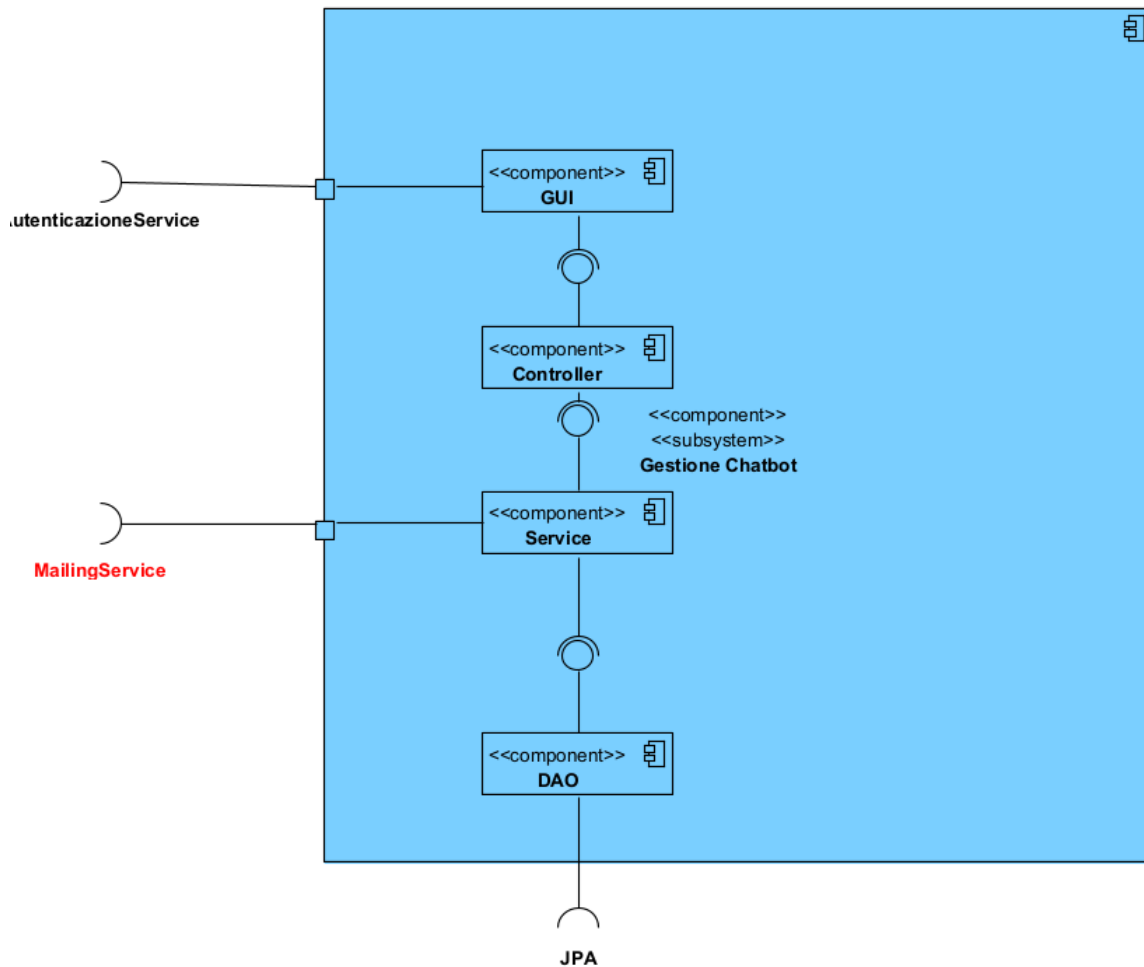 <<component>>
GUI
utenticazioneService
<<component>>
Controller
<<component>>
<<subsystem>>
Gestione Chatbot
<<component>>
Service
MailingService
<<component>>
DAO
JPA